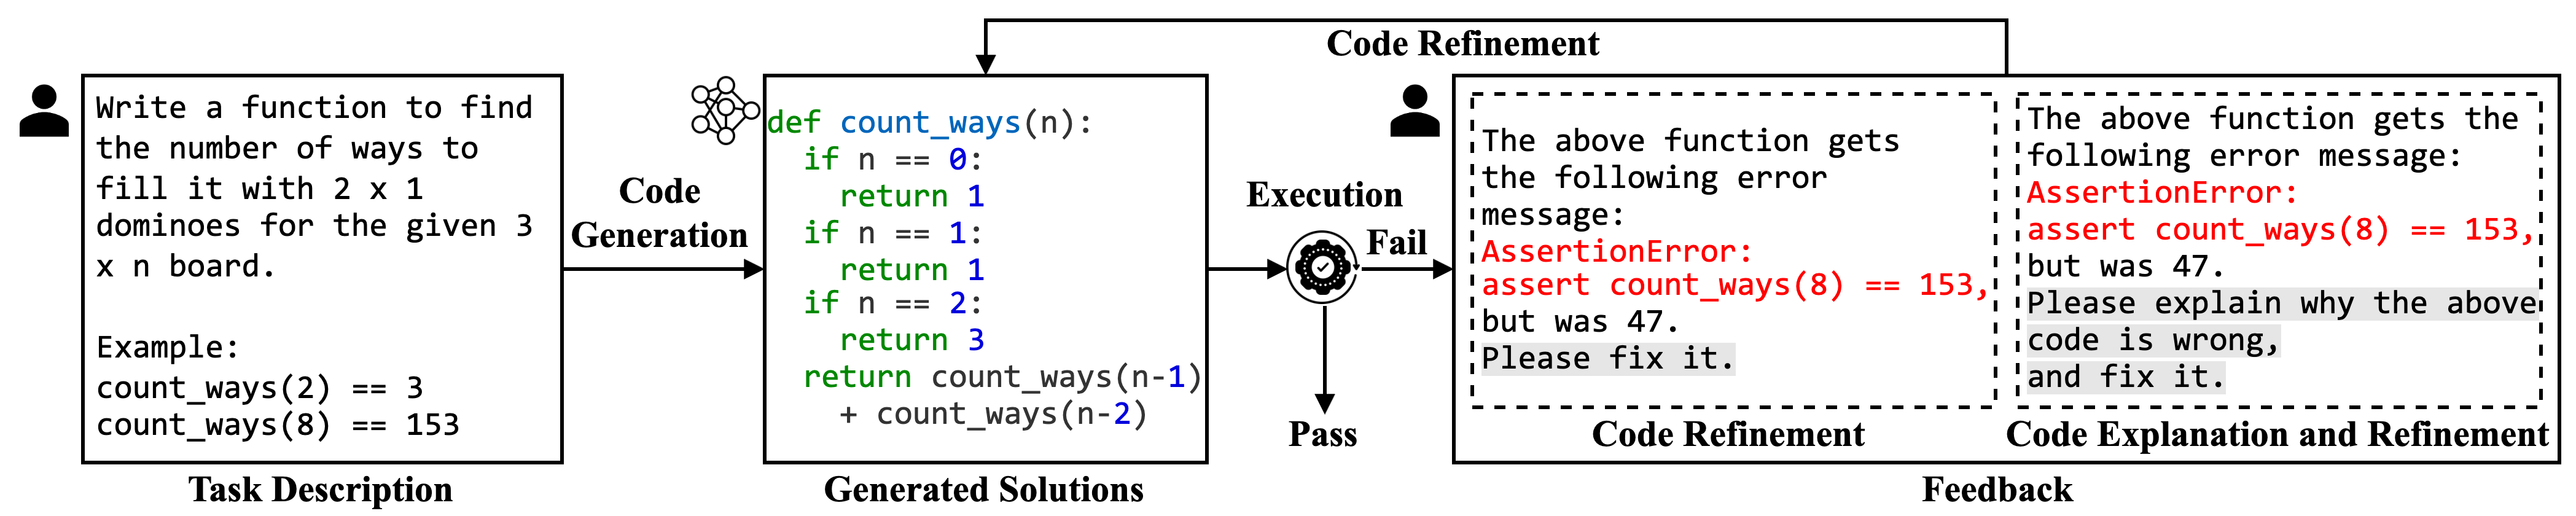 Code Refinement
Write a function to find
the number of ways to
fill it with 2 x 1
dominoes for the given 3
x n board.
Example:
count_ways(2) == 3
count_ways(8) == 153
Task Description
Code
Generation
def count_ways(n):
if n == 0:
return 1
if n == 1:
return 1
if n == 2:
return 3
return count_ways(n-1)
+ count_ways(n-2)
Generated Solutions
Execution
Fail
Pass
The above function gets
the following error
message:
AssertionError:
assert count_ways(8) == 153,
but was 47.
Please fix it.
Code Refinement
The above function gets the
following error message:
AssertionError:
assert count_ways(8) == 153,
but was 47.
Please explain why the above
code is wrong,
and fix it.
Code Explanation and Refinement
Feedback